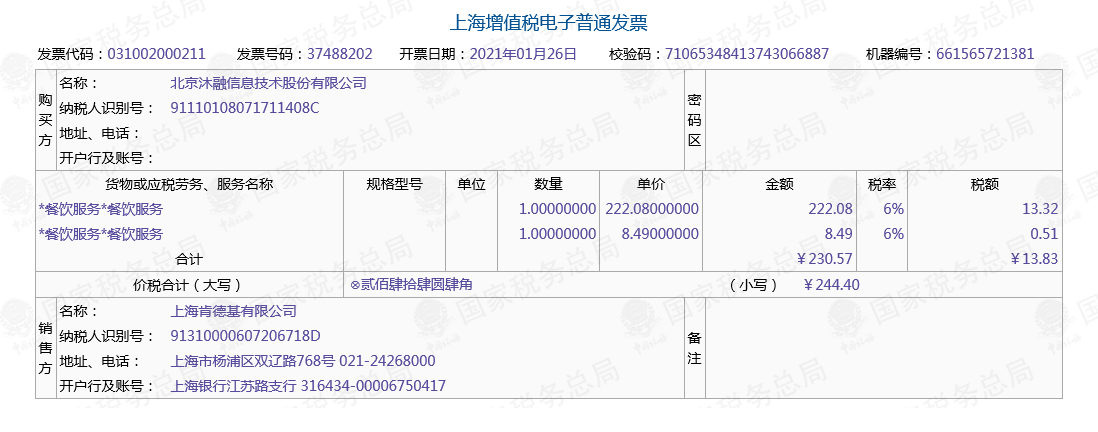 上海增值税电子普通发票
发票代码：031002000211 发票号码：37488202 开票日期：2021年01月26日 校验码：71065348413743066887 机器编号：661565721381
购买方
名称： 北京沐融信息技术股份有限公司
纳税人识别号： 91110108071711408C
地址、电话：
开户行及账号：
密码区
货物或应税劳务、服务名称 规格型号 单位 数量 单价 金额 税率 税额
*餐饮服务*餐饮服务 1.00000000 222.08000000 222.08 6% 13.32
*餐饮服务*餐饮服务 1.00000000 8.49000000 8.49 6% 0.51
合计 ￥230.57 ￥13.83
价税合计（大写） ⊗贰佰肆拾肆圆肆角 （小写） ￥244.40
销售方
名称： 上海肯德基有限公司
纳税人识别号： 91310000607206718D
地址、电话： 上海市杨浦区双辽路768号 021-24268000
开户行及账号： 上海银行江苏路支行 316434-00006750417
备注
国家税务总局